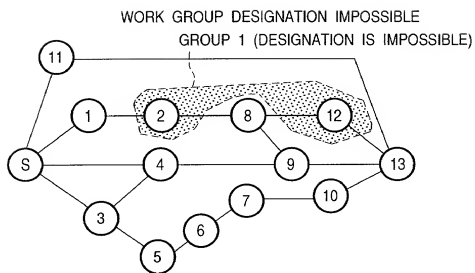 WORK GROUP DESIGNATION IMPOSSIBLE
GROUP 1 (DESIGNATION IS IMPOSSIBLE)
11
1 2 8 12
S 4 9 13
3 7 10
6
5